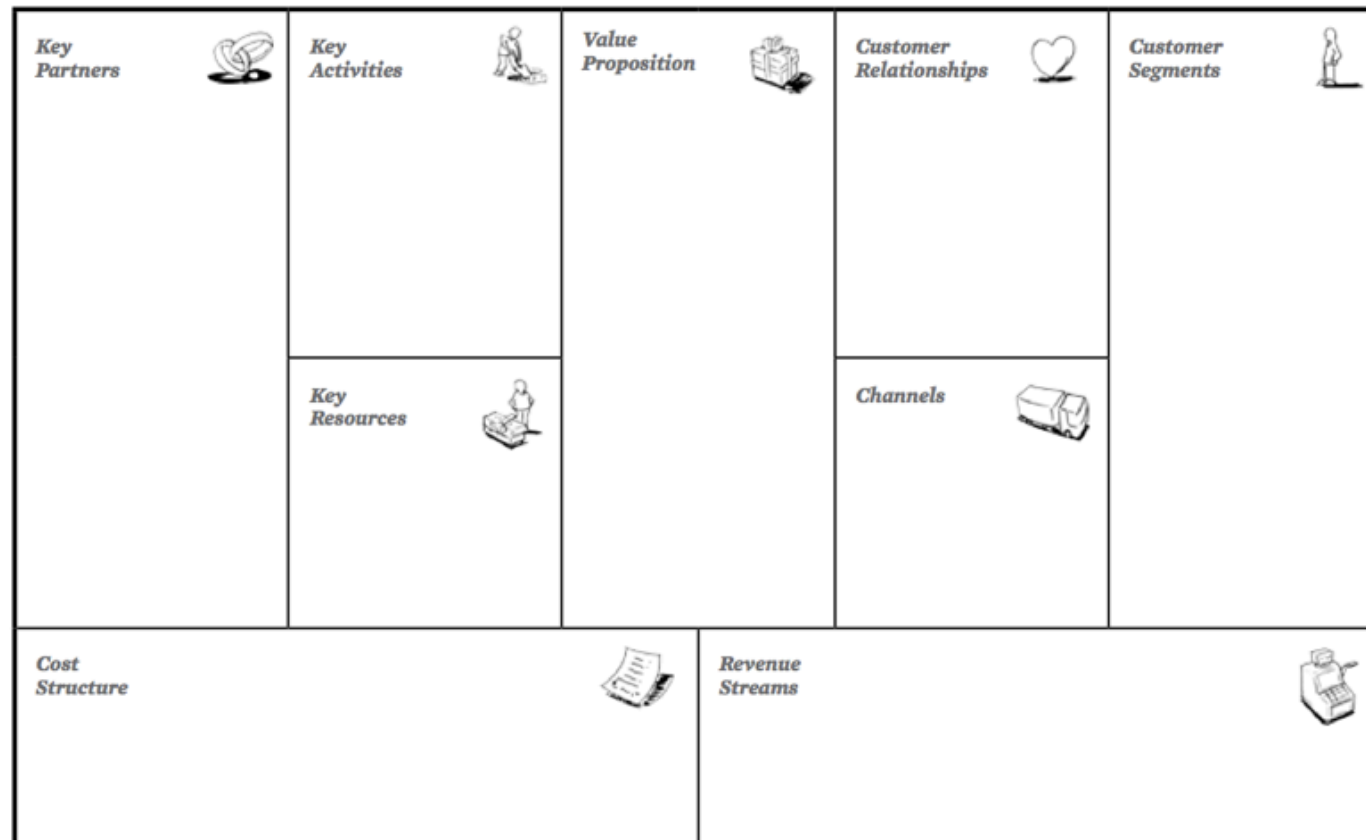 Key
Partners
Key
Activities
Key
Resources
Value
Proposition
Customer
Relationships
Channels
Customer
Segments
Cost
Structure
Revenue
Streams